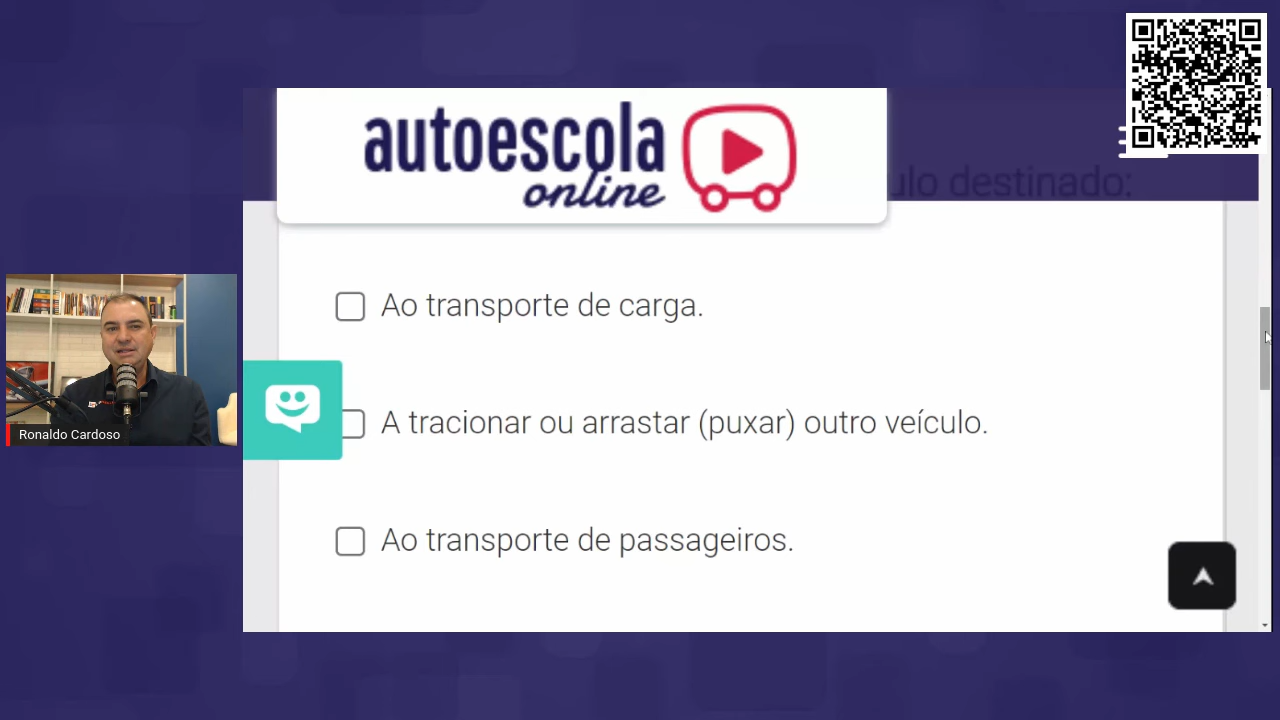 autoescola
online
destinado:
Ao transporte de carga.
A tracionar ou arrastar (puxar) outro veículo.
Ao transporte de passageiros.
Ronaldo Cardoso